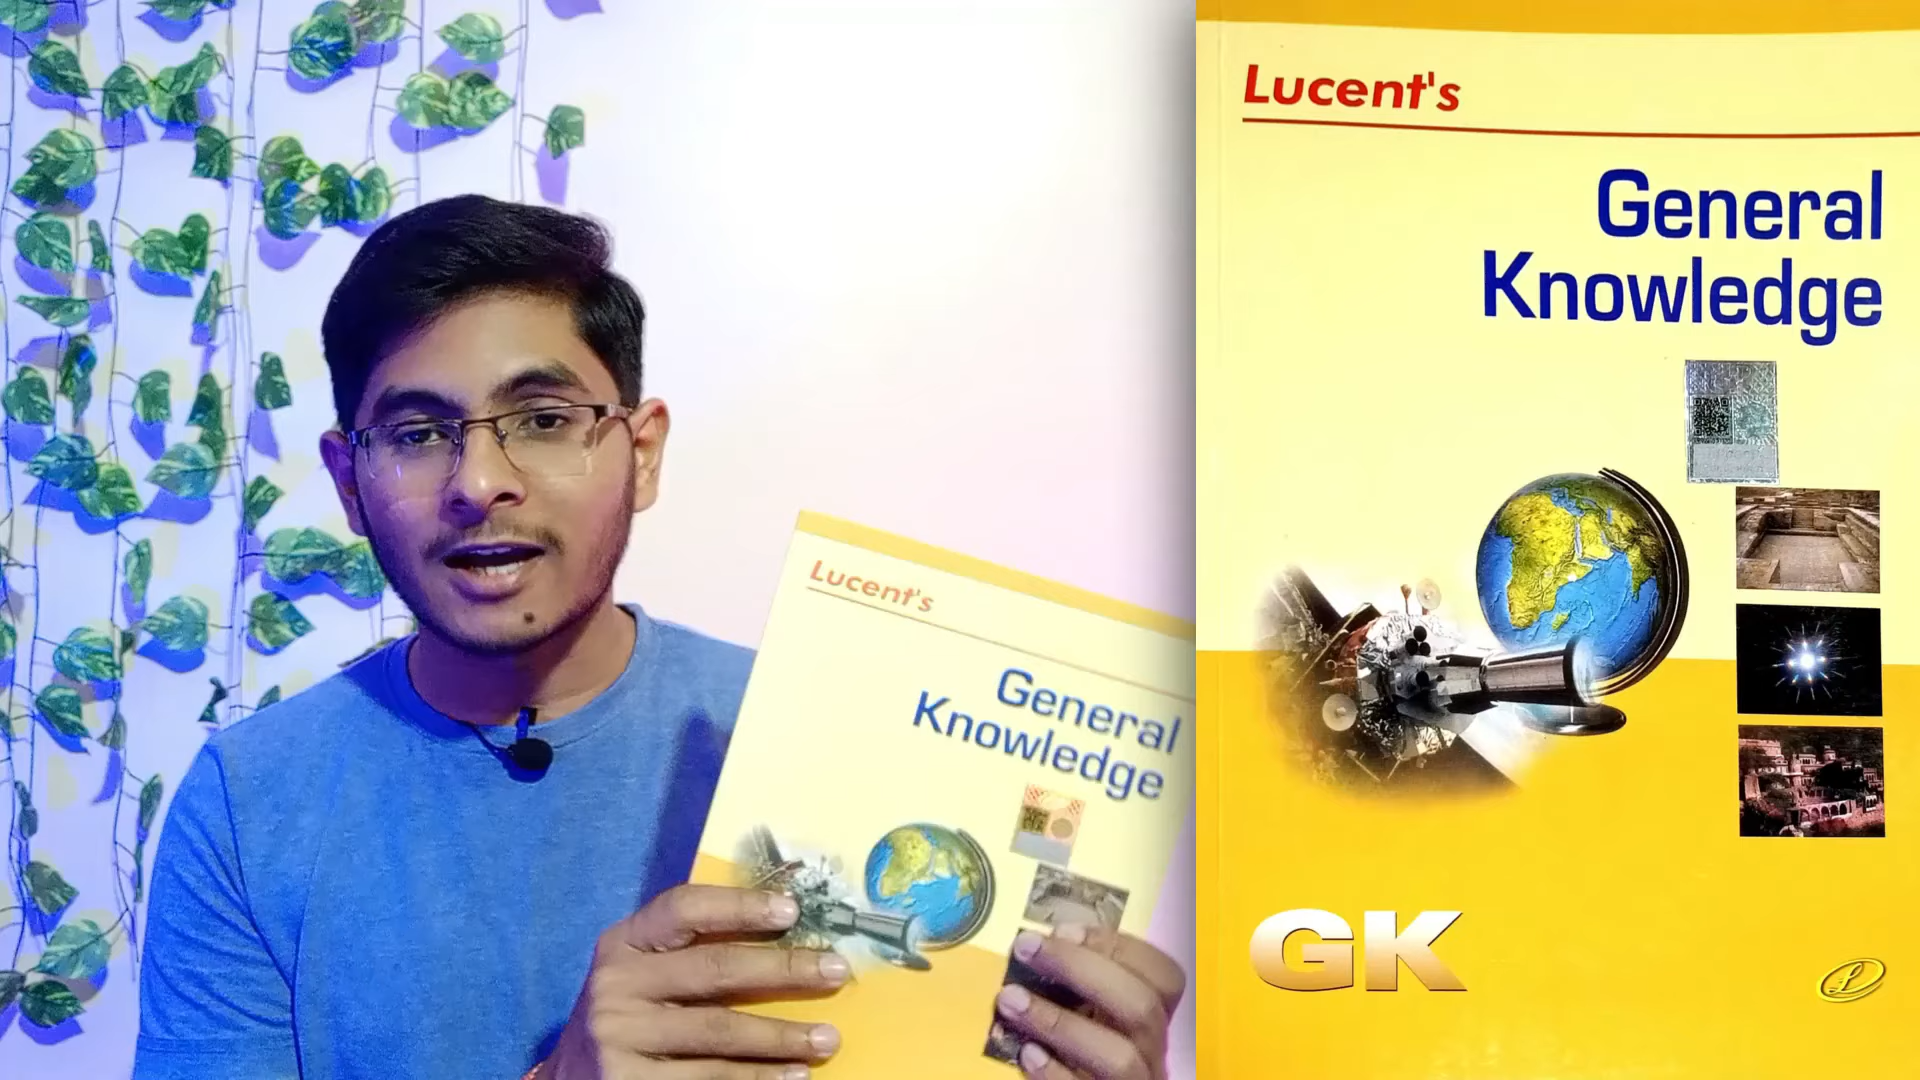 Lucent's
General
Knowledge
Lucent's
General
Knowledge
GK